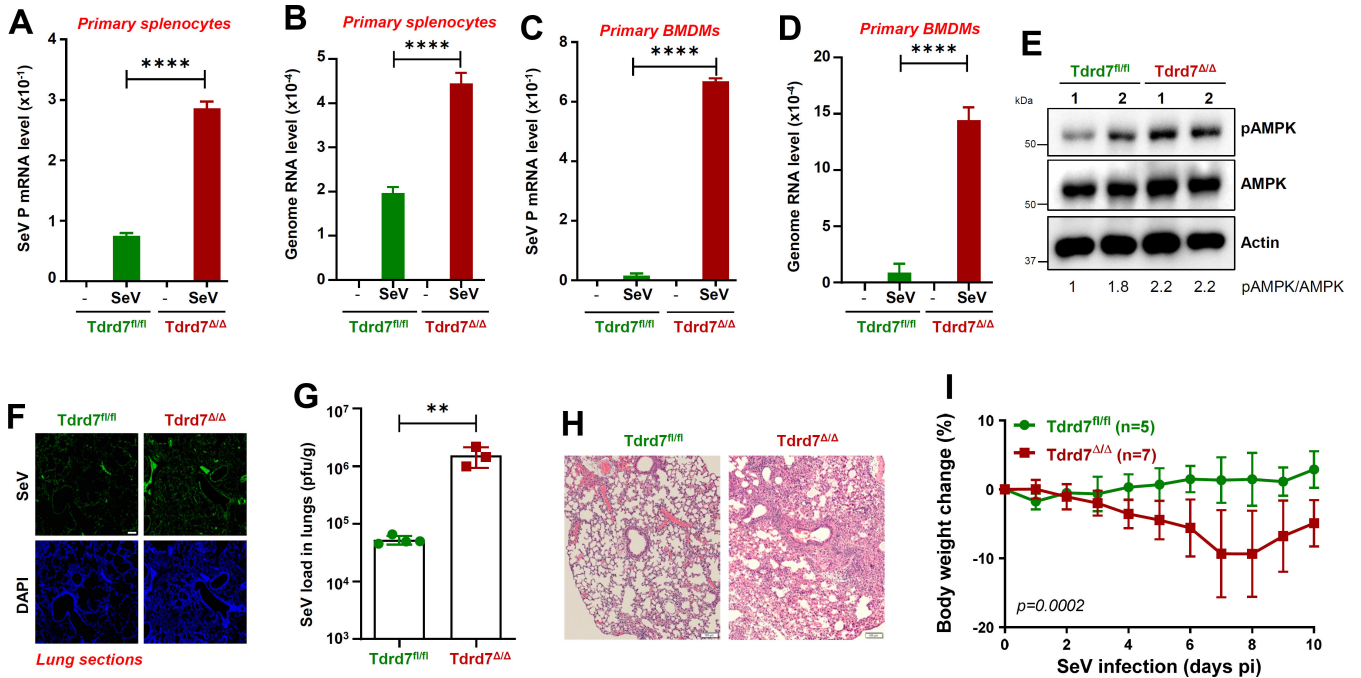 A
Primary splenocytes
SeV P mRNA level (x10⁻¹)
4
3
2
1
0
****
- SeV - SeV
Tdrd7fl/fl Tdrd7Δ/Δ
B
Primary splenocytes
Genome RNA level (x10⁻⁴)
5
4
3
2
1
0
****
- SeV - SeV
Tdrd7fl/fl Tdrd7Δ/Δ
C
Primary BMDMs
SeV P mRNA level (x10⁻¹)
8
6
4
2
0
****
- SeV - SeV
Tdrd7fl/fl Tdrd7Δ/Δ
D
Primary BMDMs
Genome RNA level (x10⁻⁴)
20
15
10
5
0
****
- SeV - SeV
Tdrd7fl/fl Tdrd7Δ/Δ
E
Tdrd7fl/fl Tdrd7Δ/Δ
kDa 1 2 1 2
50 pAMPK
50 AMPK
37 Actin
1 1.8 2.2 2.2 pAMPK/AMPK
F
Tdrd7fl/fl Tdrd7Δ/Δ
SeV
DAPI
Lung sections
G
SeV load in lungs (pfu/g)
10⁷
10⁶
10⁵
10⁴
10³
**
Tdrd7fl/fl Tdrd7Δ/Δ
H
Tdrd7fl/fl Tdrd7Δ/Δ
I
Body weight change (%)
10
0
-10
-20
Tdrd7fl/fl (n=5)
Tdrd7Δ/Δ (n=7)
p=0.0002
0 2 4 6 8 10
SeV infection (days pi)